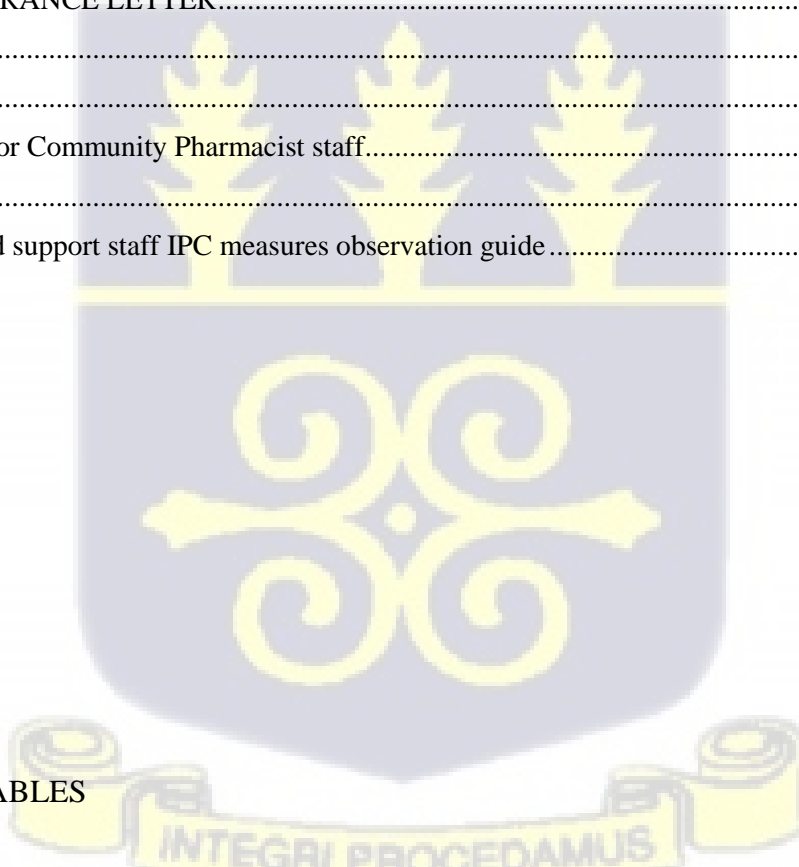 RANCE LETTER........................................................................
........................................................................................................
........................................................................................................
or Community Pharmacist staff.......................................................
........................................................................................................
d support staff IPC measures observation guide...............................
ABLES
INTEGRI PROCEDAMUS